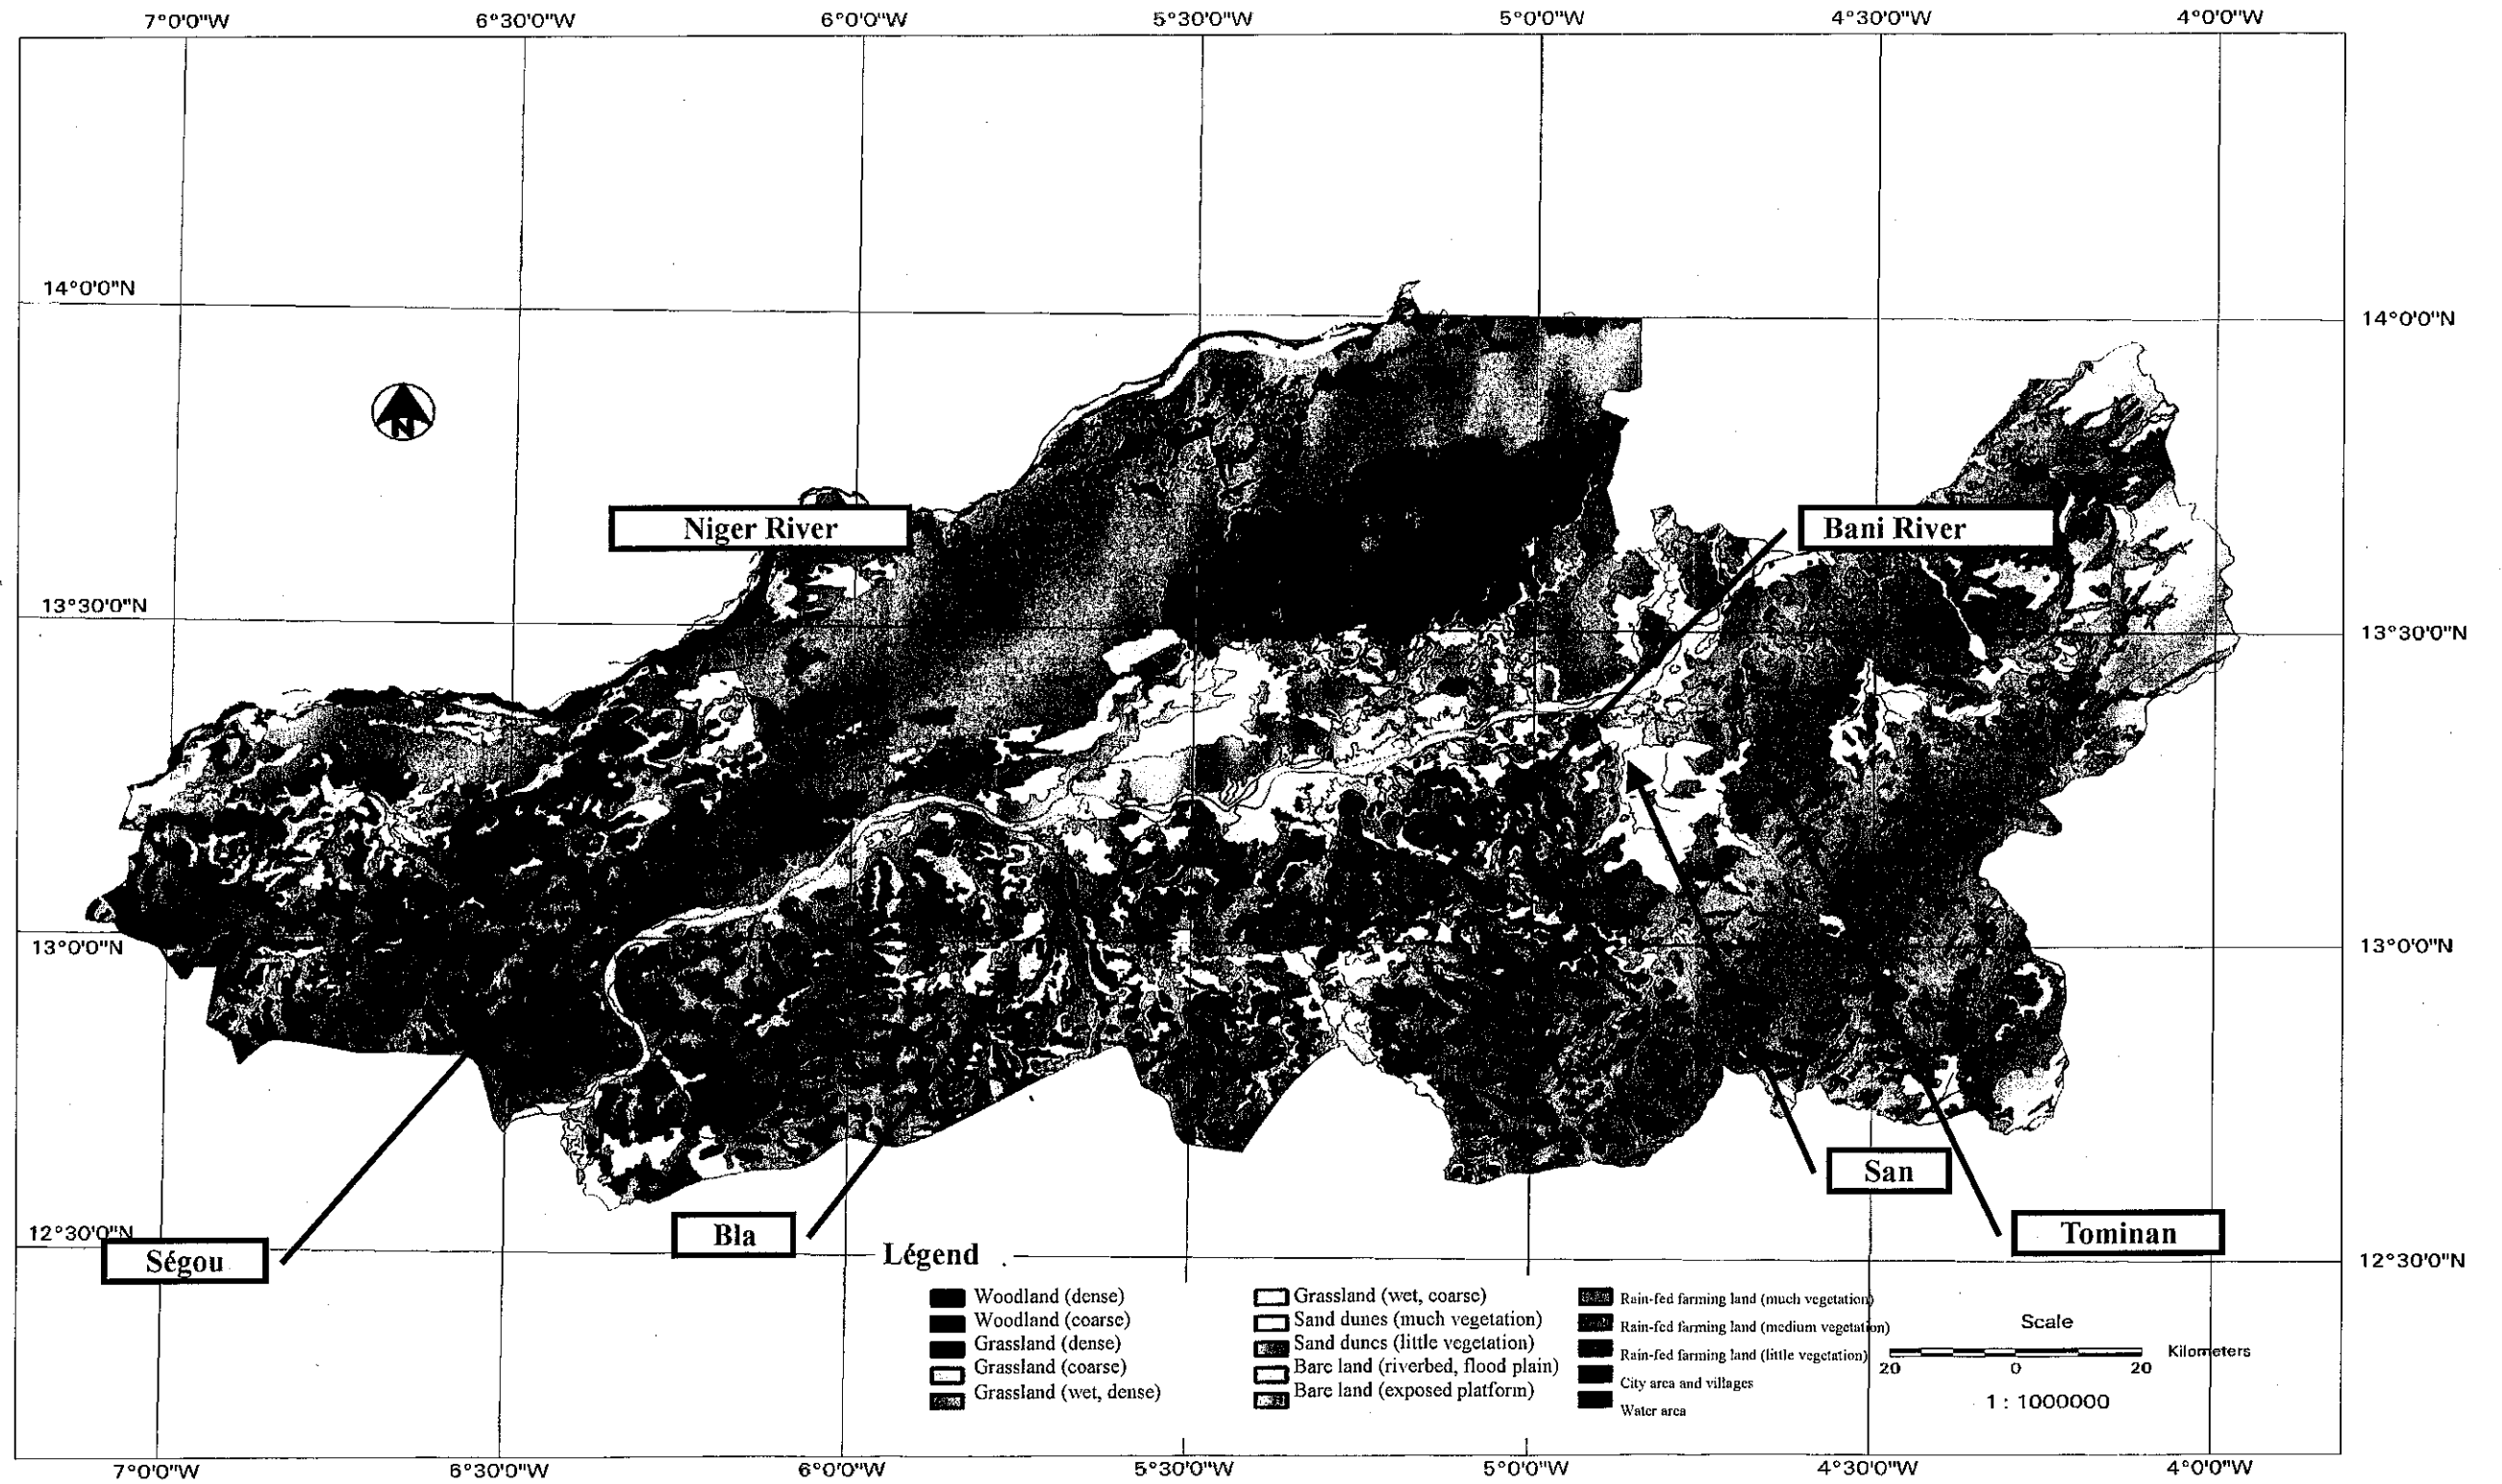 7°0'0"W 6°30'0"W 6°0'0"W 5°30'0"W 5°0'0"W 4°30'0"W 4°0'0"W
14°0'0"N
14°0'0"N
N
Niger River
Bani River
13°30'0"N
13°30'0"N
13°0'0"N
13°0'0"N
San
Bla
Tominan
12°30'0"N
Ségou
12°30'0"N
Légend
Woodland (dense)
Woodland (coarse)
Grassland (dense)
Grassland (coarse)
Grassland (wet, dense)
Grassland (wet, coarse)
Sand dunes (much vegetation)
Sand dunes (little vegetation)
Bare land (riverbed, flood plain)
Bare land (exposed platform)
Rain-fed farming land (much vegetation)
Rain-fed farming land (medium vegetation)
Rain-fed farming land (little vegetation)
City area and villages
Water area
Scale
20 0 20 Kilometers
1 : 1000000
7°0'0"W 6°30'0"W 6°0'0"W 5°30'0"W 5°0'0"W 4°30'0"W 4°0'0"W